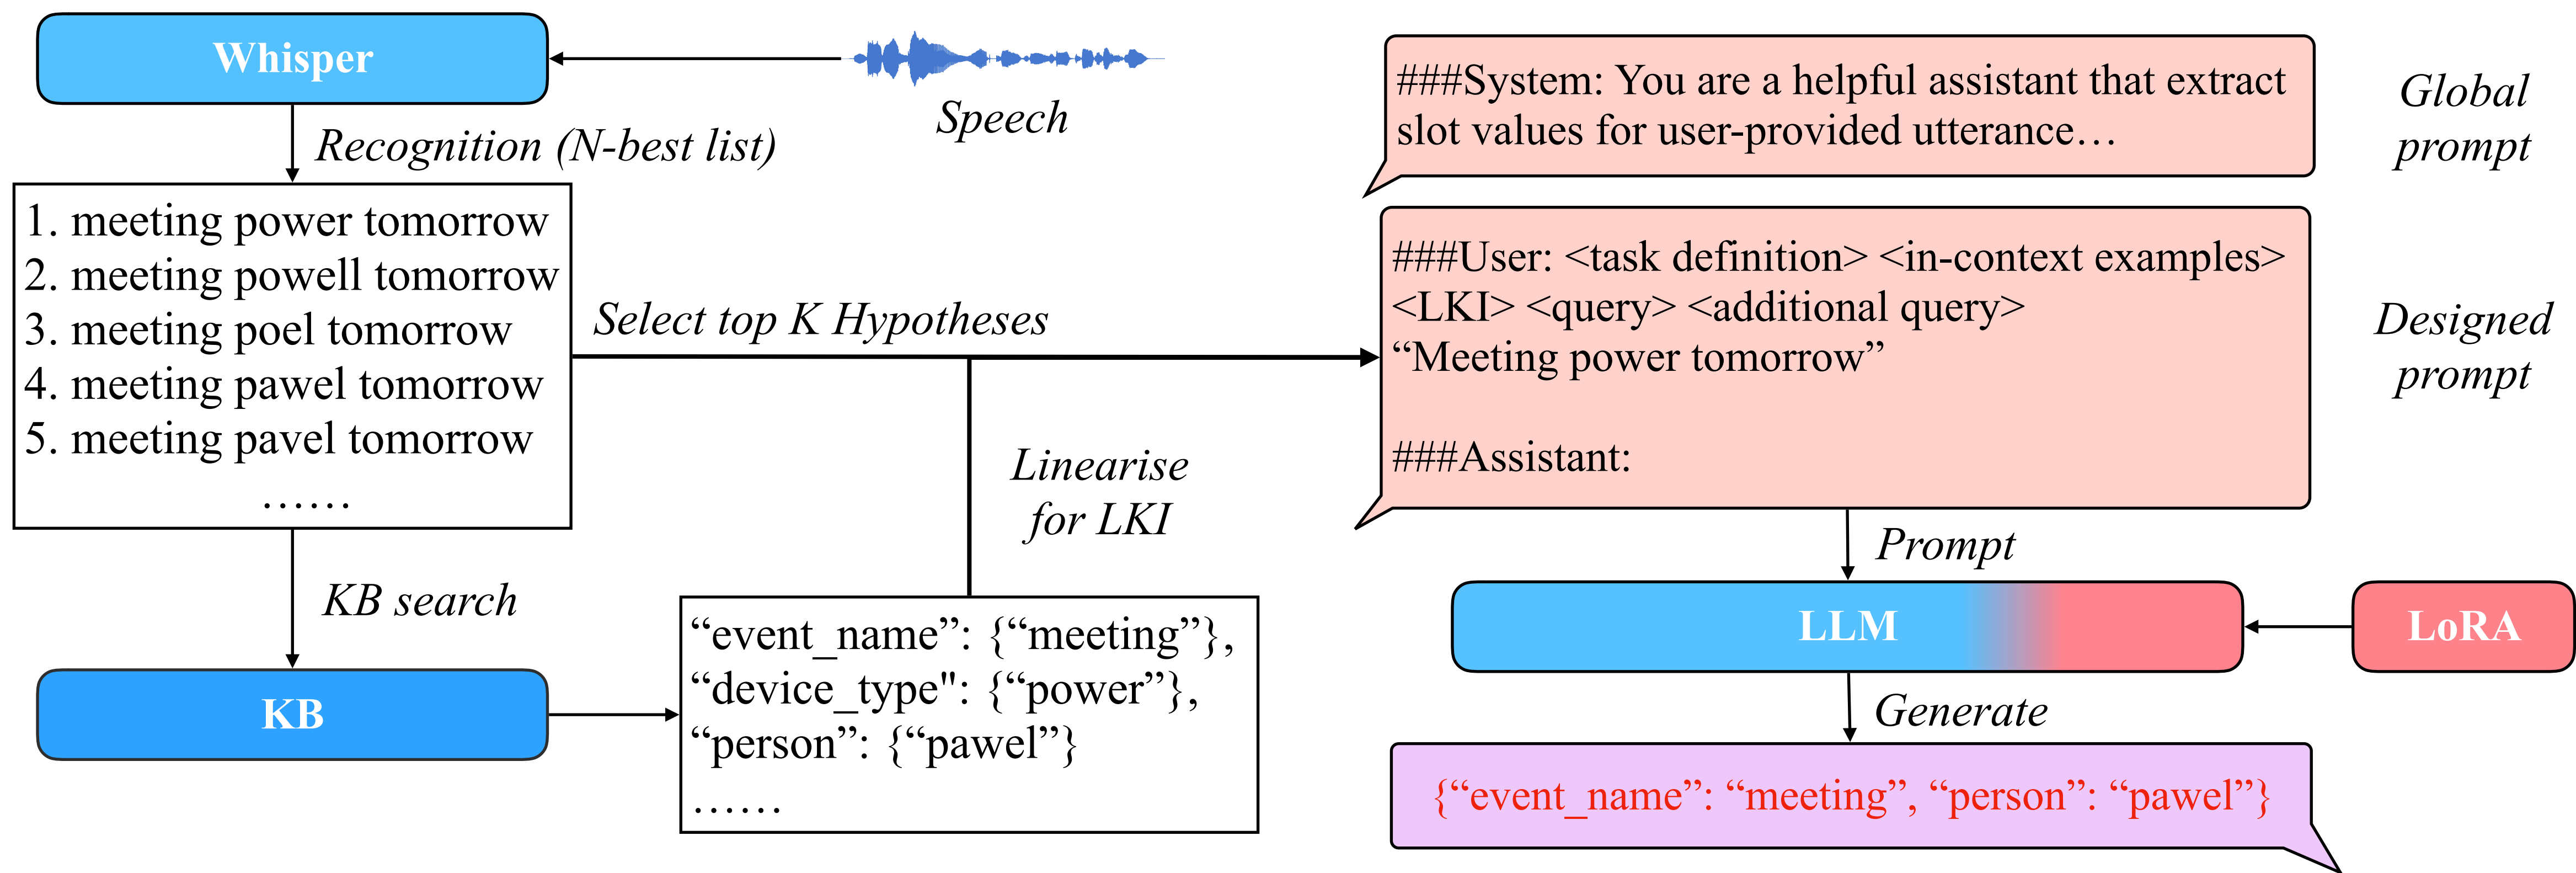 Whisper
Speech
Recognition (N-best list)
1. meeting power tomorrow
2. meeting powell tomorrow
3. meeting poel tomorrow
4. meeting pawel tomorrow
5. meeting pavel tomorrow
……
KB search
KB
“event_name”: {“meeting”},
“device_type": {“power”},
“person”: {“pawel”}
……
Select top K Hypotheses
Linearise
for LKI
###System: You are a helpful assistant that extract
slot values for user-provided utterance…
Global
prompt
###User: <task definition> <in-context examples>
<LKI> <query> <additional query>
“Meeting power tomorrow”
###Assistant:
Designed
prompt
Prompt
LLM
LoRA
Generate
{“event_name”: “meeting”, “person”: “pawel”}